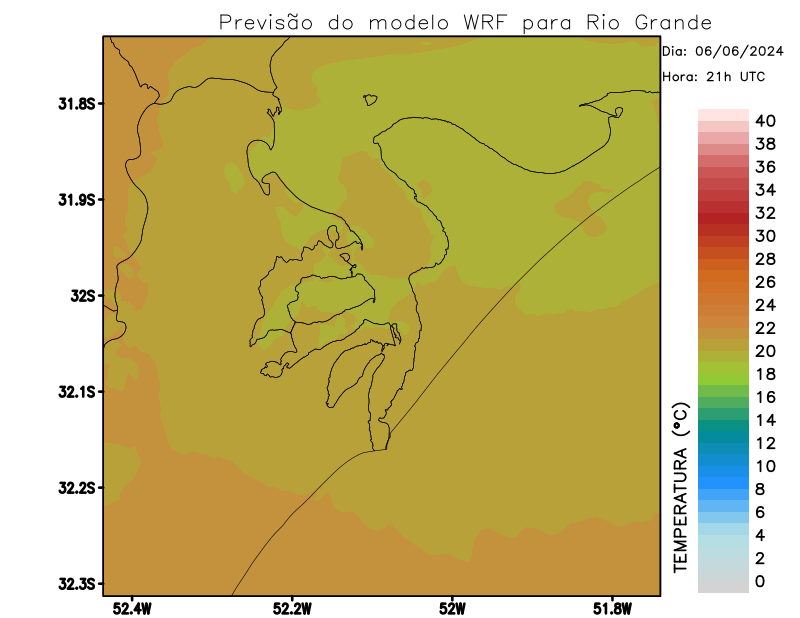 Previsão do modelo WRF para Rio Grande
Dia: 06/06/2024
Hora: 21h UTC
31.8S
31.9S
32S
32.1S
32.2S
32.3S
52.4W
52.2W
52W
51.8W
TEMPERATURA (°C)
40
38
36
34
32
30
28
26
24
22
20
18
16
14
12
10
8
6
4
2
0